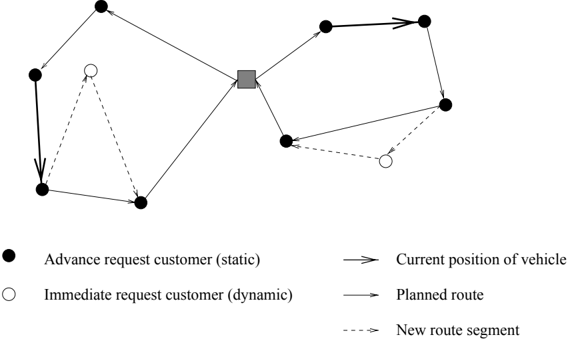 Advance request customer (static)
Current position of vehicle
Immediate request customer (dynamic)
Planned route
New route segment